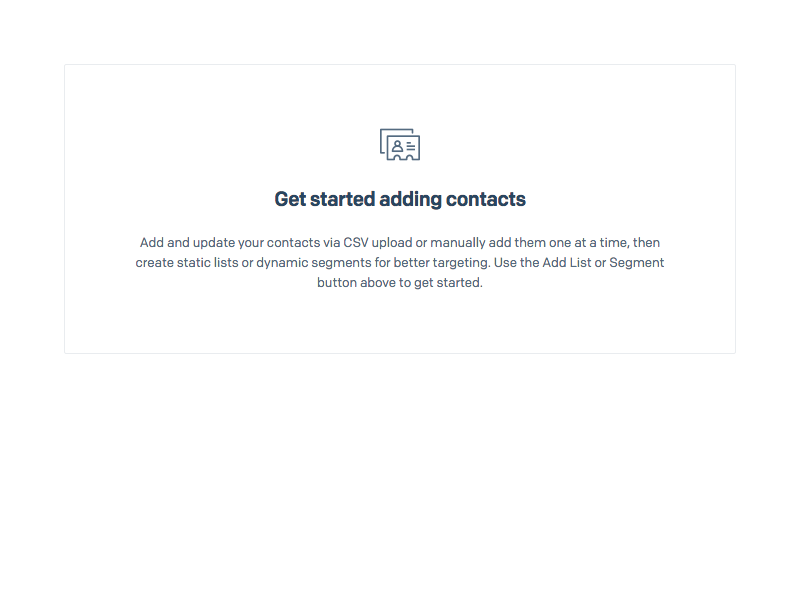 Get started adding contacts
Add and update your contacts via CSV upload or manually add them one at a time, then
create static lists or dynamic segments for better targeting. Use the Add List or Segment
button above to get started.